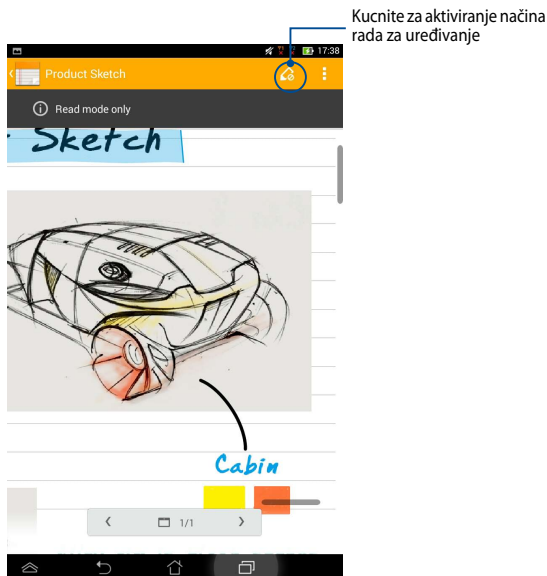 Kucnite za aktiviranje načina
rada za uređivanje
17:38
Product Sketch
Read mode only
Sketch
Cabin
1/1